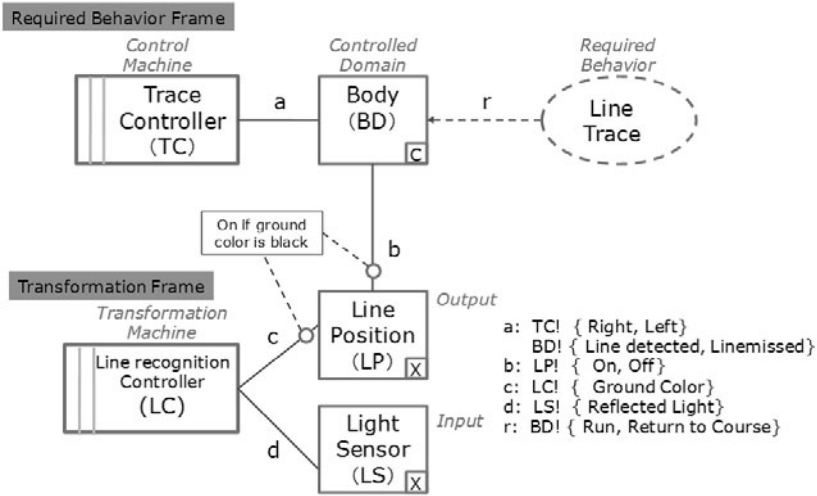 Required Behavior Frame
Control
Machine
Controlled
Domain
Required
Behavior
Trace
Controller
(TC)
a
Body
(BD)
C
r
Line
Trace
On if ground
color is black
b
Transformation Frame
Transformation
Machine
Output
Line recognition
Controller
(LC)
c
Line
Position
(LP)
X
d
Light
Sensor
(LS)
X
Input
a: TC! { Right, Left}
BD! { Line detected, Linemissed}
b: LP! { On, Off}
c: LC! { Ground Color}
d: LS! { Reflected Light}
r: BD! { Run, Return to Course}